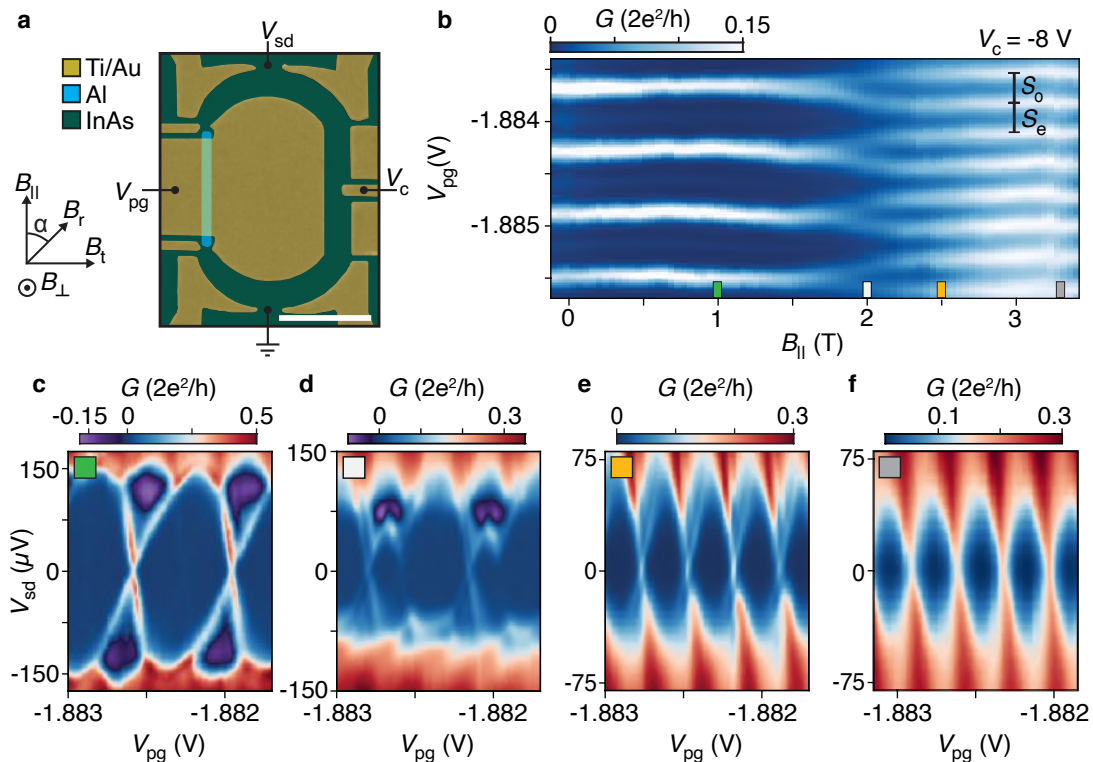 a
V_sd
Ti/Au
Al
InAs
V_pg
V_c
B_||
B_r
α
B_t
B_⊥
b
G (2e²/h)
0 0.15
V_c = -8 V
S_o
S_e
V_pg (V)
-1.884
-1.885
0 1 2 3
B_|| (T)
c
G (2e²/h)
-0.15 0 0.5
V_sd (µV)
150
0
-150
-1.883 -1.882
V_pg (V)
d
G (2e²/h)
0 0.3
150
0
-150
-1.883 -1.882
V_pg (V)
e
G (2e²/h)
0 0.3
75
0
-75
-1.883 -1.882
V_pg (V)
f
G (2e²/h)
0.1 0.3
75
0
-75
-1.883 -1.882
V_pg (V)